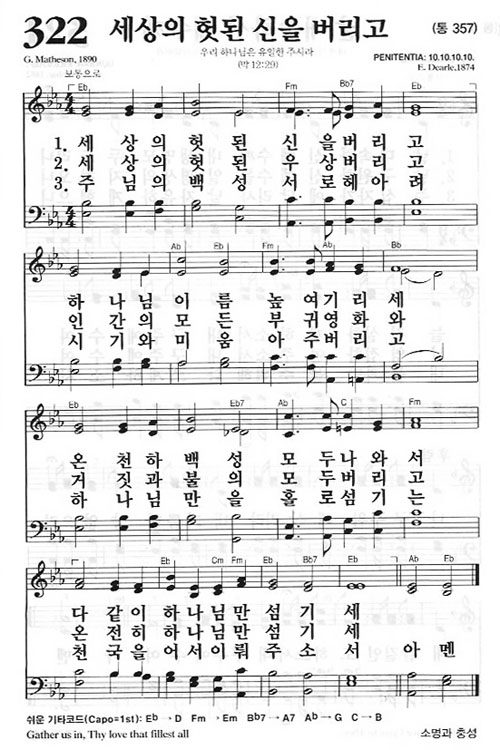 322 세상의 헛된 신을 버리고 (통 357)
우리 하나님은 유일한 주시라
G. Matheson, 1890 (막 12:29) PENITENTIA: 10.10.10.10.
보통으로 E. Dearle, 1874
Eb Fm Bb7 Eb
1. 세 상 의 헛 된 신 을 버 리 고
2. 세 상 의 헛 된 우 상 버 리 고
3. 주 님 의 백 성 서 로 해 아 려
Ab Eb Fm Ab Bb
하 나 님 이 름 높 여 기 리 세
인 간 의 모 든 부 귀 영 화 와
시 기 와 미 움 아 주 버 리 고
Eb Eb7 Ab C Fm
온 천 하 백 성 모 두 나 와 서
거 짓 과 불 의 모 두 버 리 고
하 나 님 만 을 홀 로 섬 기 는
Eb Cm Fm Eb Bb7 Eb Ab Eb
다 같 이 하 나 님 만 섬 기 세
온 전 히 하 나 님 만 섬 기 세
천 국 을 어 서 이 뤄 주 소 서 아 멘
쉬운 기타코드(Capo=1st): Eb→D Fm→Em Bb7→A7 Ab→G C→B
Gather us in, Thy love that fillest all 소명과 충성